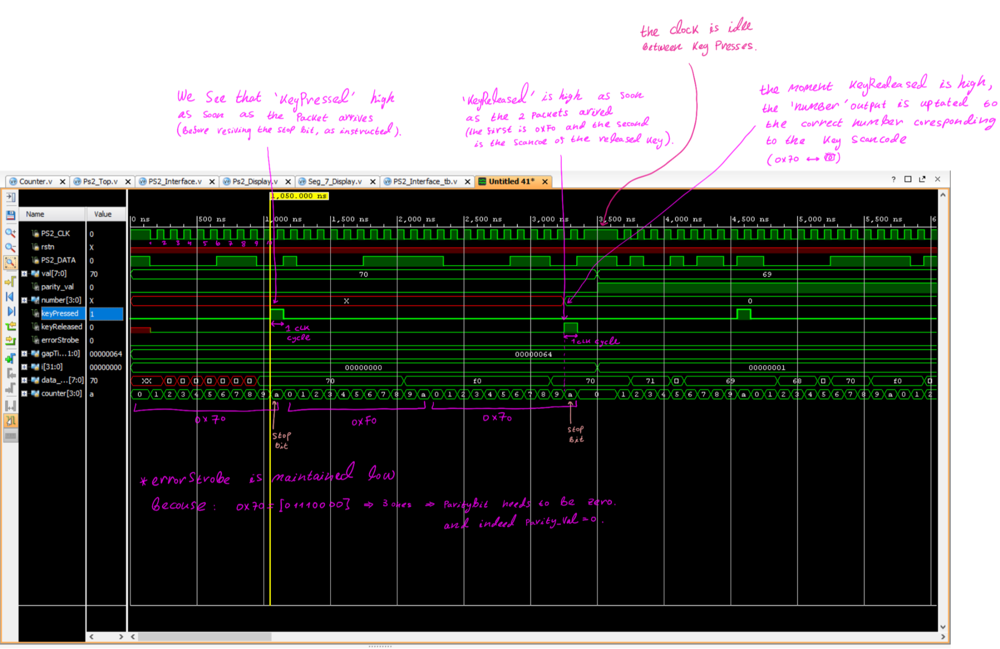 the clock is idle
Between Key Presses.
We See that 'KeyPressed' high
as soon as the Packet arrives
(Before resiving the stop bit, as instructed).
'KeyReleased' is high as soon
as the 2 packets arived
(the first is 0xF0 and the second
is the scancoe of the released key).
the moment KeyRealeased is high,
the 'number' output is uptated to
the correct number coresponding
to the Key scancode
(0x70 ↔
Counter.v
Ps2_Top.v
PS2_Interface.v
Ps2_Display.v
Seg_7_Display.v
PS2_Interface_tb.v
Untitled 41*
1,050.000 ns
Name Value
0 ns 500 ns 1,000 ns 1,500 ns 2,000 ns 2,500 ns 3,000 ns 3,500 ns 4,000 ns 4,500 ns 5,000 ns 5,500 ns 6
PS2_CLK 0
1 2 3 4 5 6 7 8 9 10
rstn X
PS2_DATA 0
val[7:0] 70 70 69
parity_val 0
number[3:0] X X 0
keyPressed 1
keyReleased 0
1 clk
cycle
1 clk cycle
errorStrobe 0
gapTi...1:0] 00000064 00000064
i[31:0] 00000000 00000000 00000001
data_...[7:0] 70 XX 70 f0 70 71 69 68 70 f0
counter[3:0] a 0 1 2 3 4 5 6 7 8 9 a 0 1 2 3 4 5 6 7 8 9 a 0 1 2 3 4 5 6 7 8 9 a 0 1 2 3 4 5 6 7 8 9 a 0 1 2 3 4 5 6 7 8 9 a 0 1 2
0x70 0xF0 0x70
Stop
bit
Stop
Bit
* errorStrobe is maintained low
Becouse: 0x70 = [01110000] ⇒ 3 ones ⇒ Paritybit needs to be zero.
and indeed Parity_Val = 0.